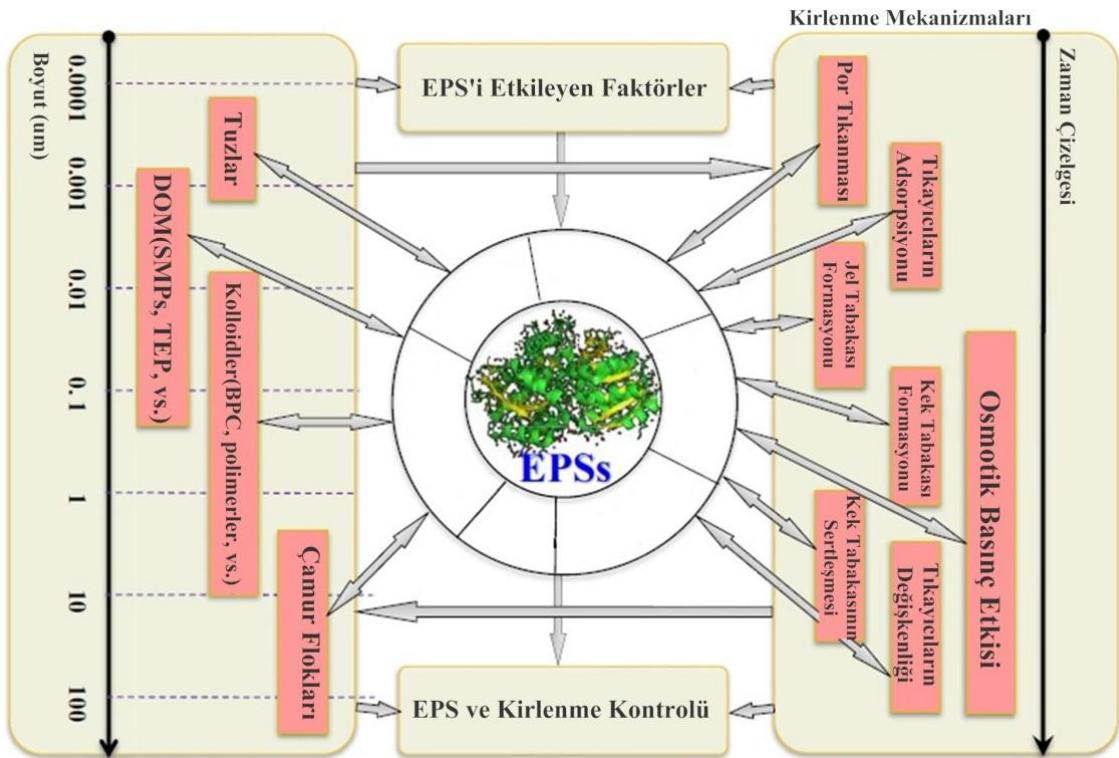 Kirlenme Mekanizmaları
Boyut (um)
0.0001
0.001
0.01
0.1
1
10
100
Tuzlar
DOM(SMPs, TEP, vs.)
Kolloidler(BPC, polimerler, vs.)
Çamur Flokları
EPS'i Etkileyen Faktörler
EPSs
EPS ve Kirlenme Kontrolü
Por Tıkanması
Tıkayıcıların
Adsorpsiyonu
Jel Tabakası
Formasyonu
Kek Tabakası
Formasyonu
Osmotik Basınç Etkisi
Kek Tabakasının
Sertleşmesi
Tıkayıcıların
Değişkenliği
Zaman Çizelgesi